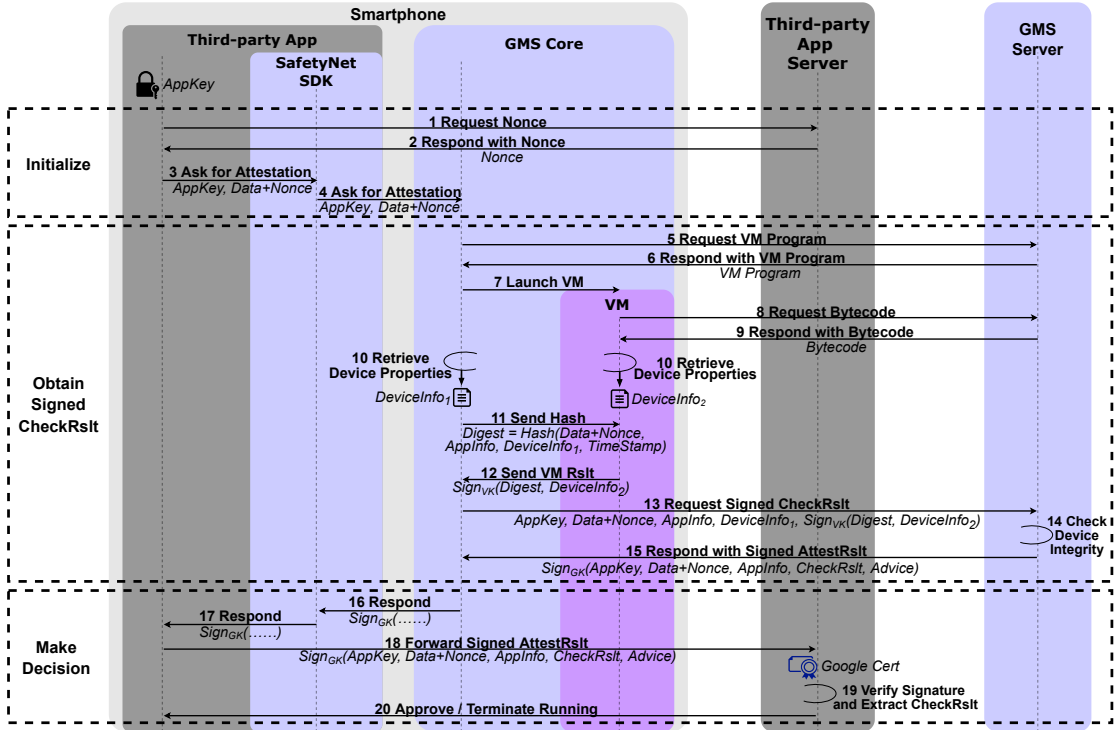 Smartphone
Third-party App
SafetyNet
SDK
GMS Core
Third-party
App
Server
GMS
Server
AppKey
Initialize
1 Request Nonce
2 Respond with Nonce
Nonce
3 Ask for Attestation
AppKey, Data+Nonce
4 Ask for Attestation
AppKey, Data+Nonce
Obtain
Signed
CheckRslt
5 Request VM Program
6 Respond with VM Program
VM Program
7 Launch VM
VM
8 Request Bytecode
9 Respond with Bytecode
Bytecode
10 Retrieve
Device Properties
DeviceInfo₁
10 Retrieve
Device Properties
DeviceInfo₂
11 Send Hash
Digest = Hash(Data+Nonce,
AppInfo, DeviceInfo₁, TimeStamp)
12 Send VM Rslt
Sign_VK(Digest, DeviceInfo₂)
13 Request Signed CheckRslt
AppKey, Data+Nonce, AppInfo, DeviceInfo₁, Sign_VK(Digest, DeviceInfo₂)
14 Check
Device
Integrity
15 Respond with Signed AttestRslt
Sign_GK(AppKey, Data+Nonce, AppInfo, CheckRslt, Advice)
Make
Decision
16 Respond
Sign_GK(......)
17 Respond
Sign_GK(......)
18 Forward Signed AttestRslt
Sign_GK(AppKey, Data+Nonce, AppInfo, CheckRslt, Advice)
Google Cert
19 Verify Signature
and Extract CheckRslt
20 Approve / Terminate Running